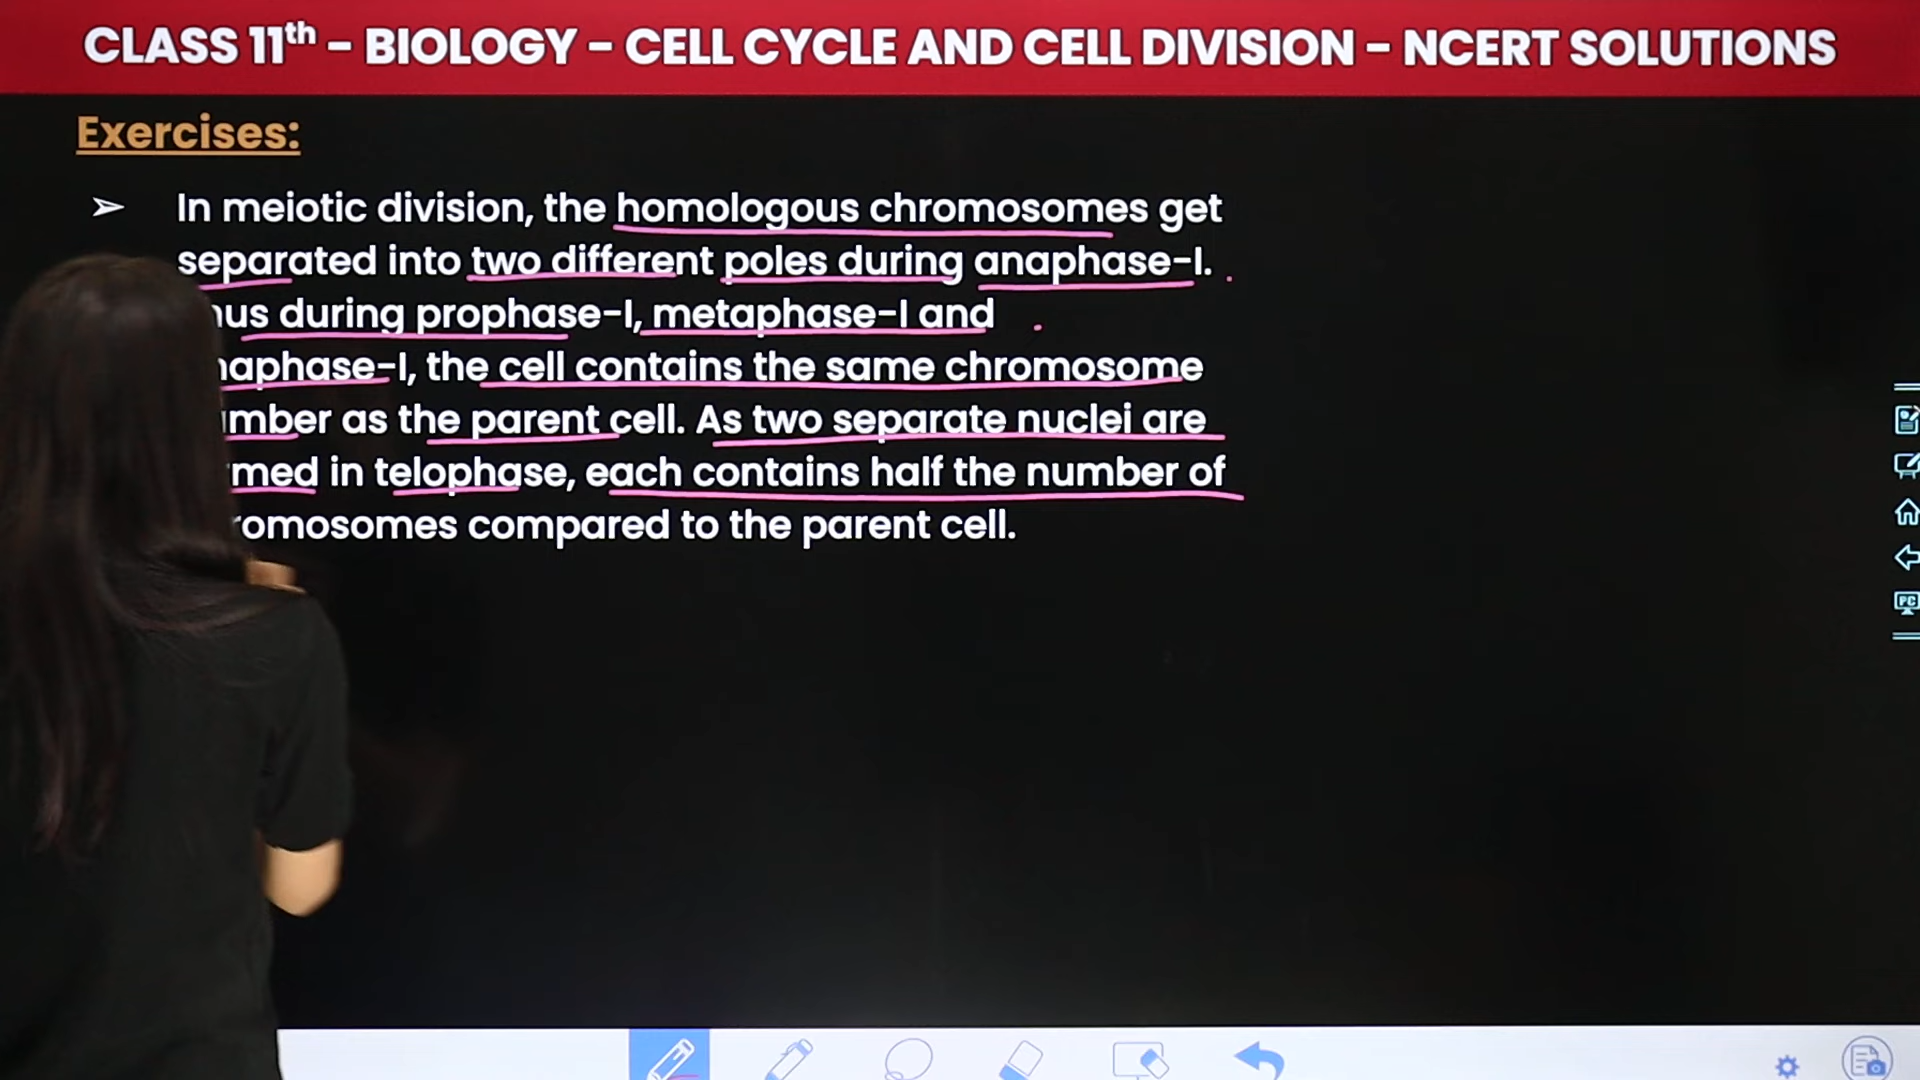 CLASS 11th – BIOLOGY – CELL CYCLE AND CELL DIVISION – NCERT SOLUTIONS
Exercises:
➢ In meiotic division, the homologous chromosomes get
separated into two different poles during anaphase-I.
during prophase-I, metaphase-I and
the cell contains the same chromosome
as the parent cell. As two separate nuclei are
in telophase, each contains half the number of
compared to the parent cell.
PC